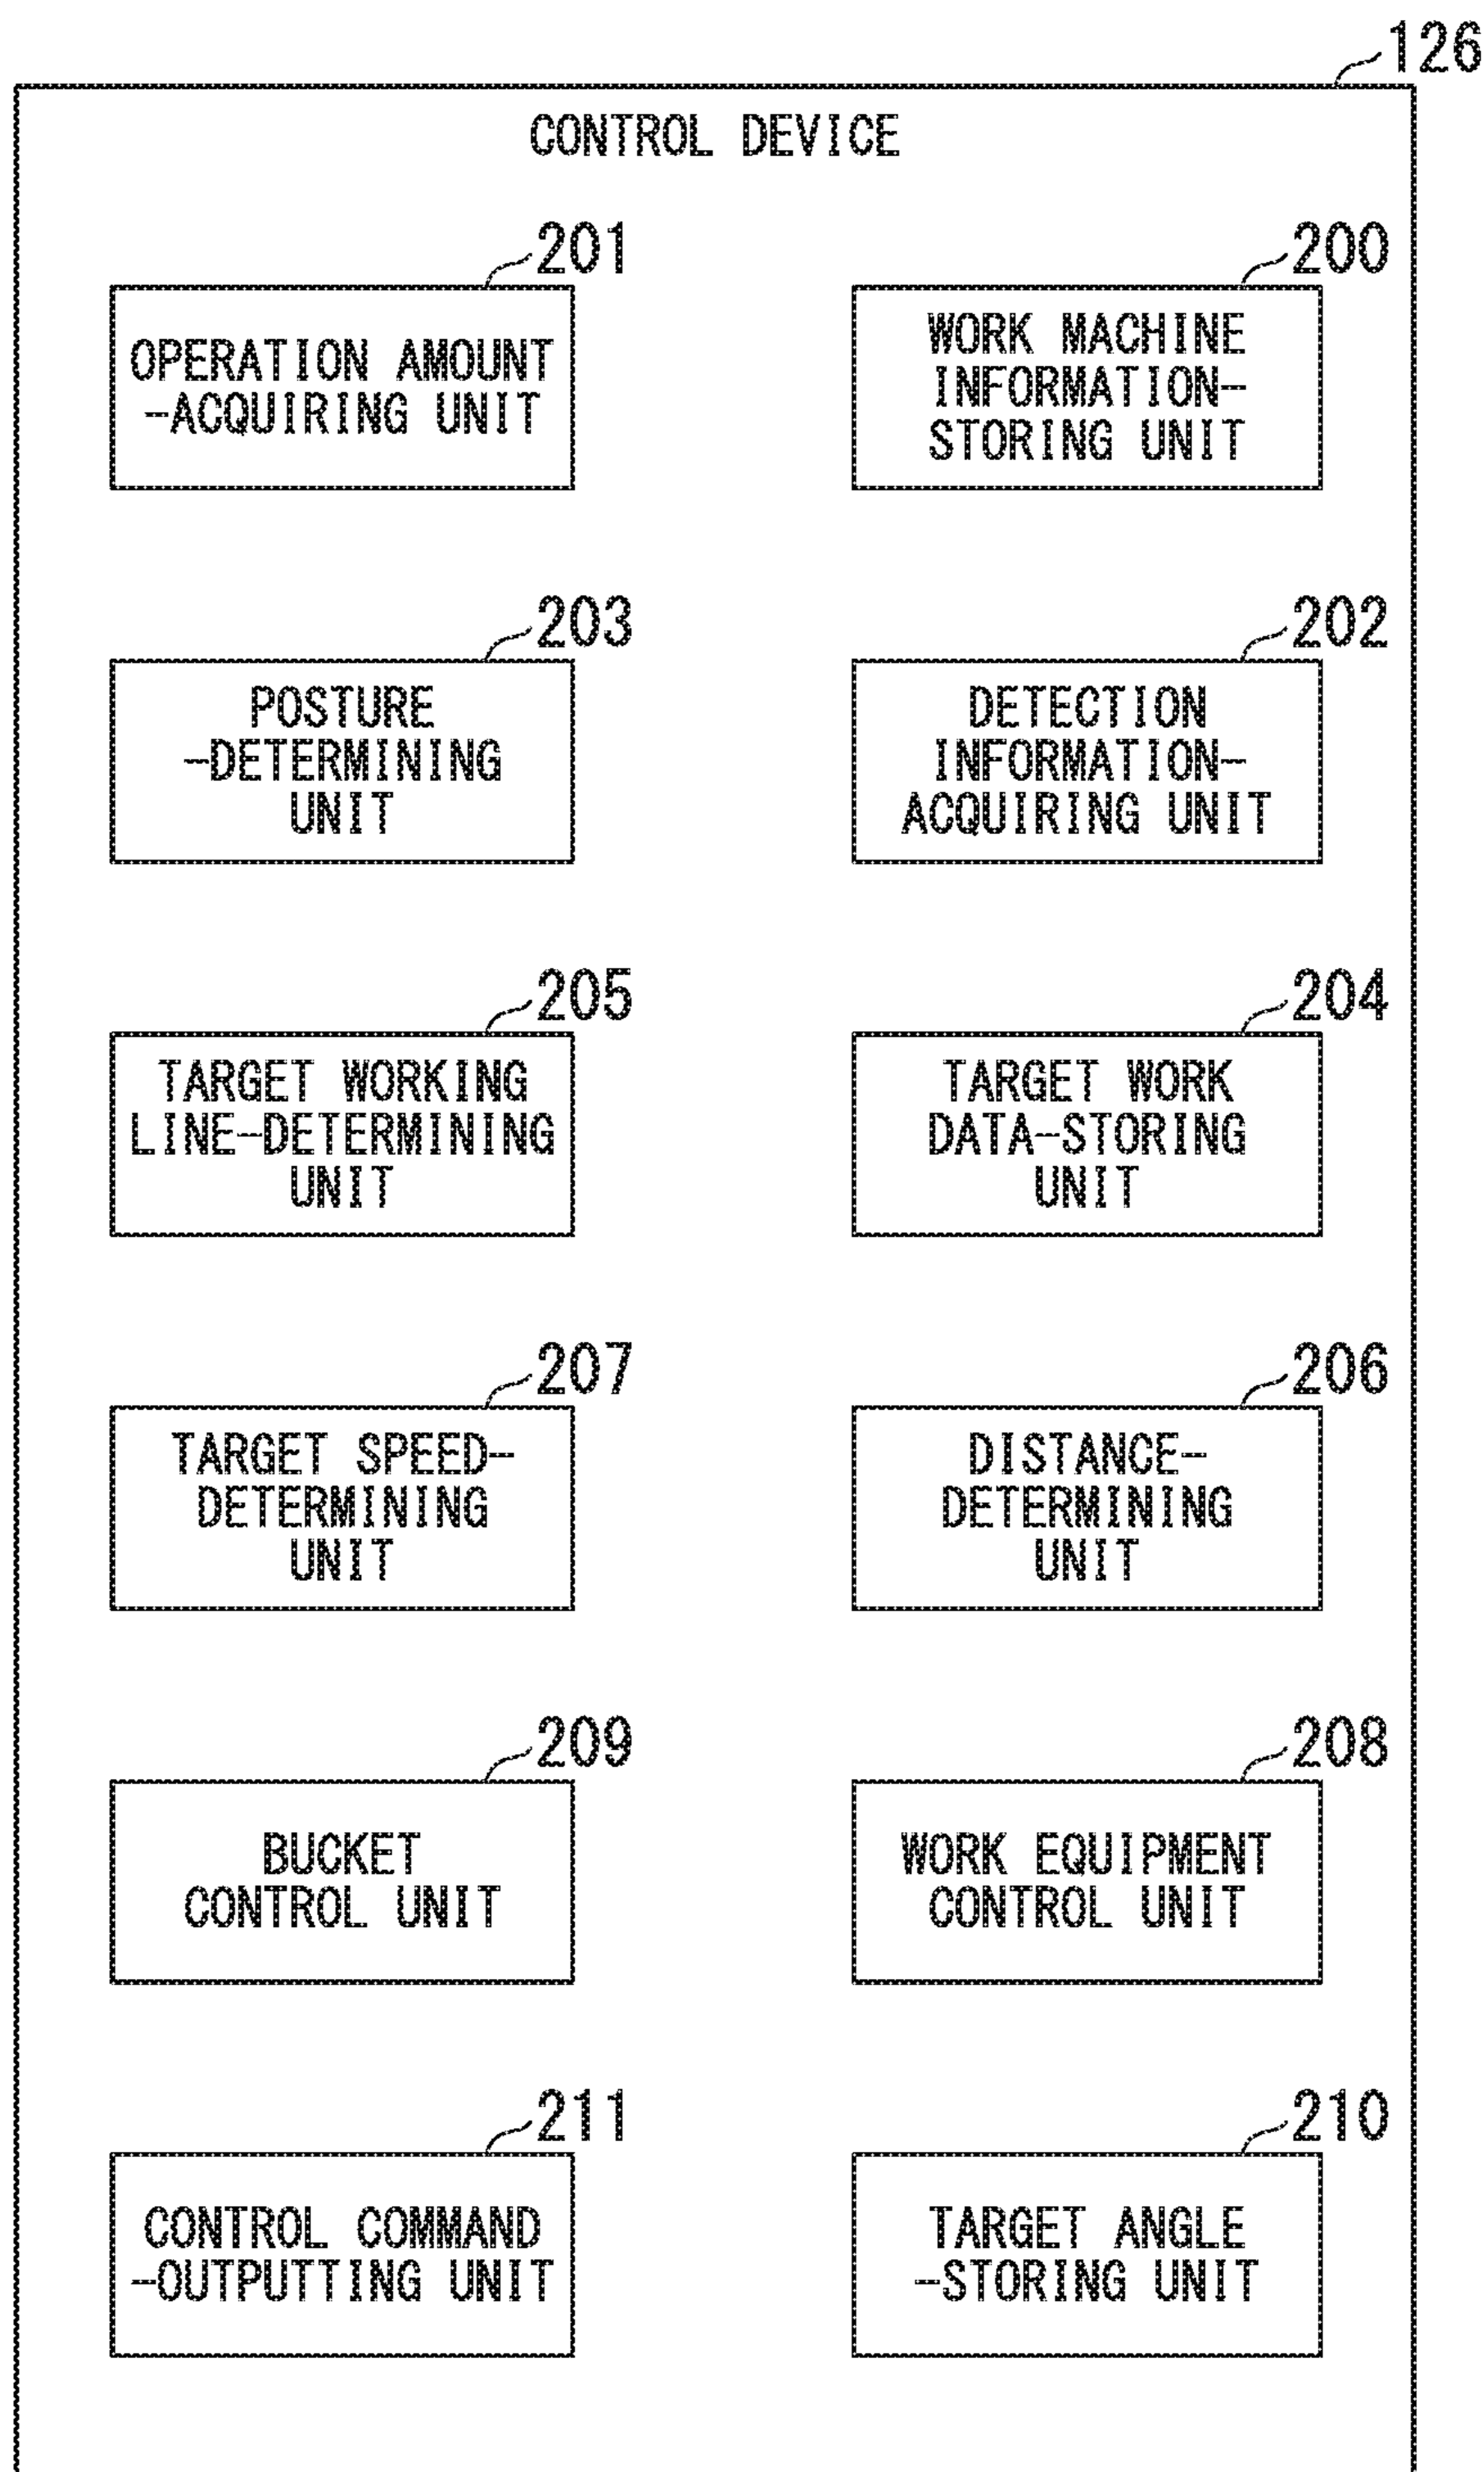 126
CONTROL DEVICE
201
OPERATION AMOUNT
-ACQUIRING UNIT
200
WORK MACHINE
INFORMATION-
STORING UNIT
203
POSTURE
-DETERMINING
UNIT
202
DETECTION
INFORMATION-
ACQUIRING UNIT
205
TARGET WORKING
LINE-DETERMINING
UNIT
204
TARGET WORK
DATA-STORING
UNIT
207
TARGET SPEED-
DETERMINING
UNIT
206
DISTANCE-
DETERMINING
UNIT
209
BUCKET
CONTROL UNIT
208
WORK EQUIPMENT
CONTROL UNIT
211
CONTROL COMMAND
-OUTPUTTING UNIT
210
TARGET ANGLE
-STORING UNIT